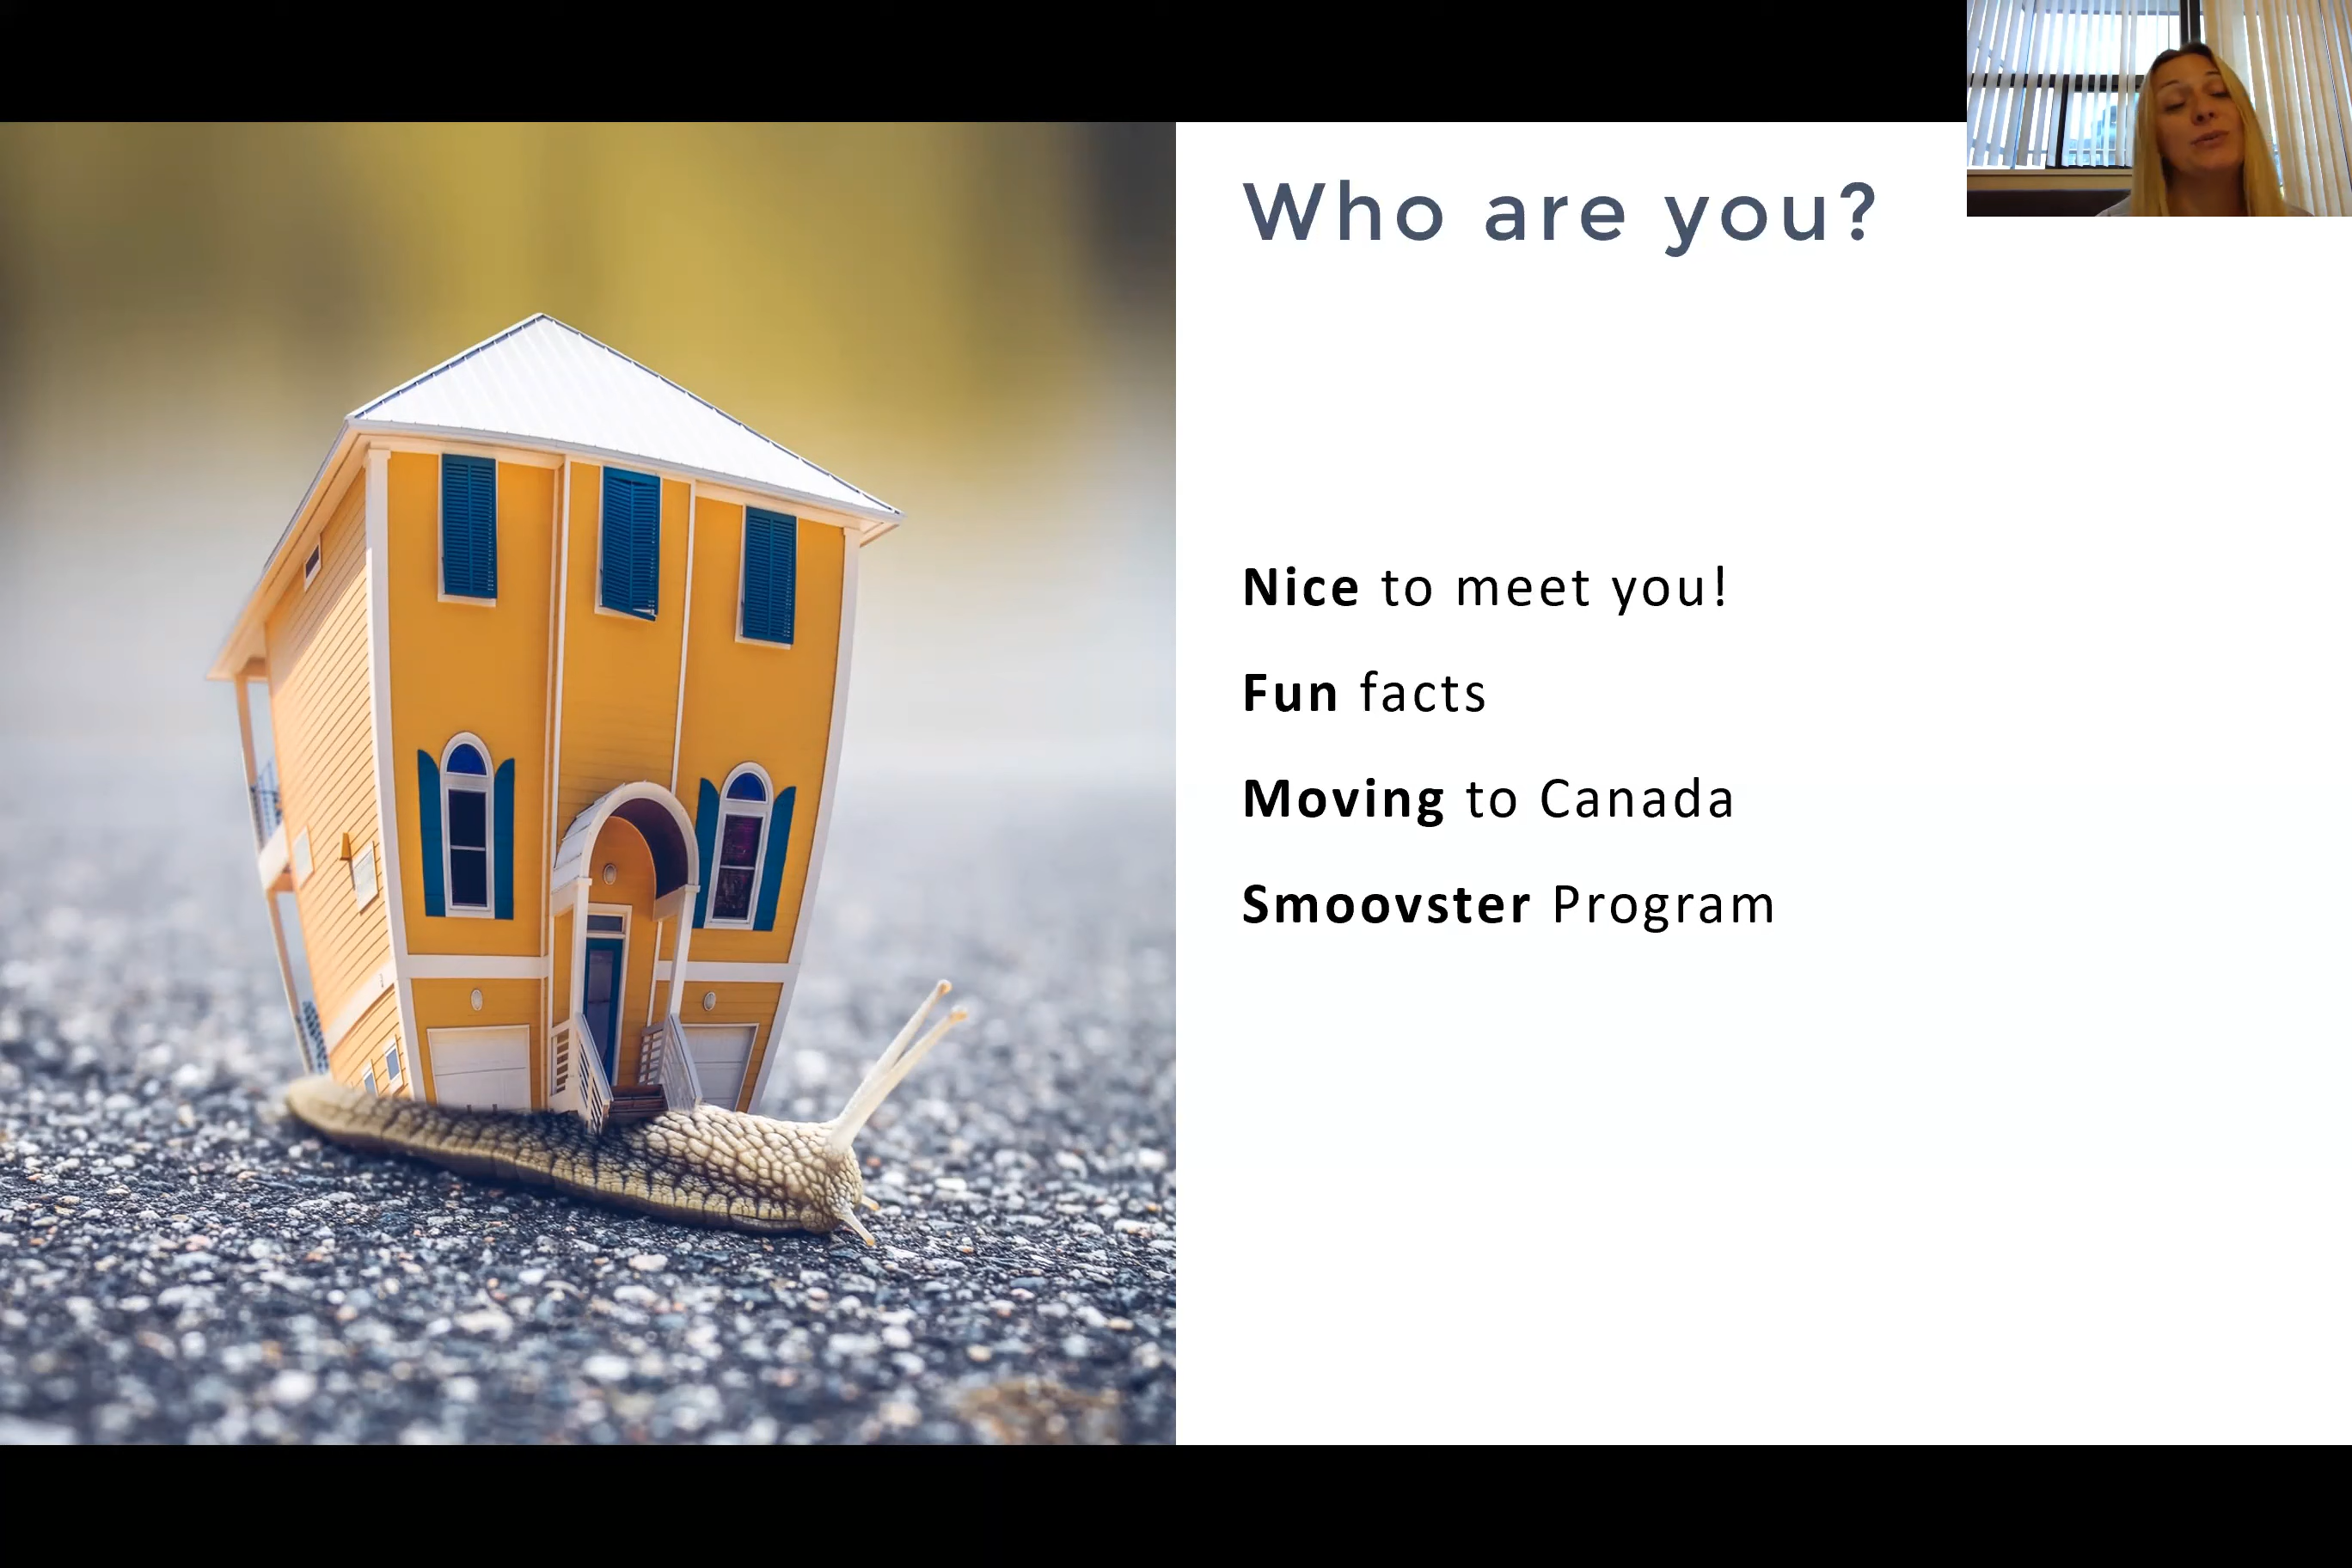 Who are you?
Nice to meet you!
Fun facts
Moving to Canada
Smoovster Program